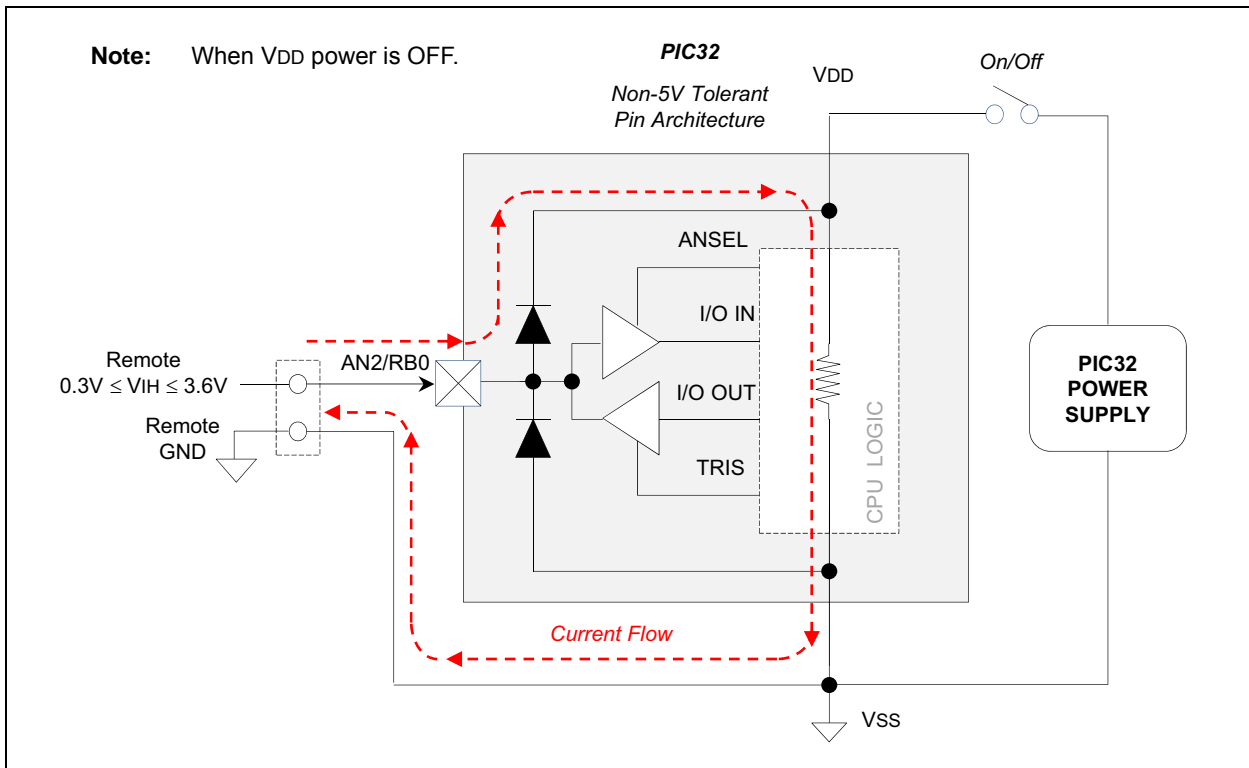 Note: When VDD power is OFF.
PIC32
Non-5V Tolerant
Pin Architecture
VDD
On/Off
ANSEL
I/O IN
AN2/RB0
Remote
0.3V ≤ VIH ≤ 3.6V
Remote
GND
I/O OUT
TRIS
CPU LOGIC
PIC32
POWER
SUPPLY
Current Flow
VSS